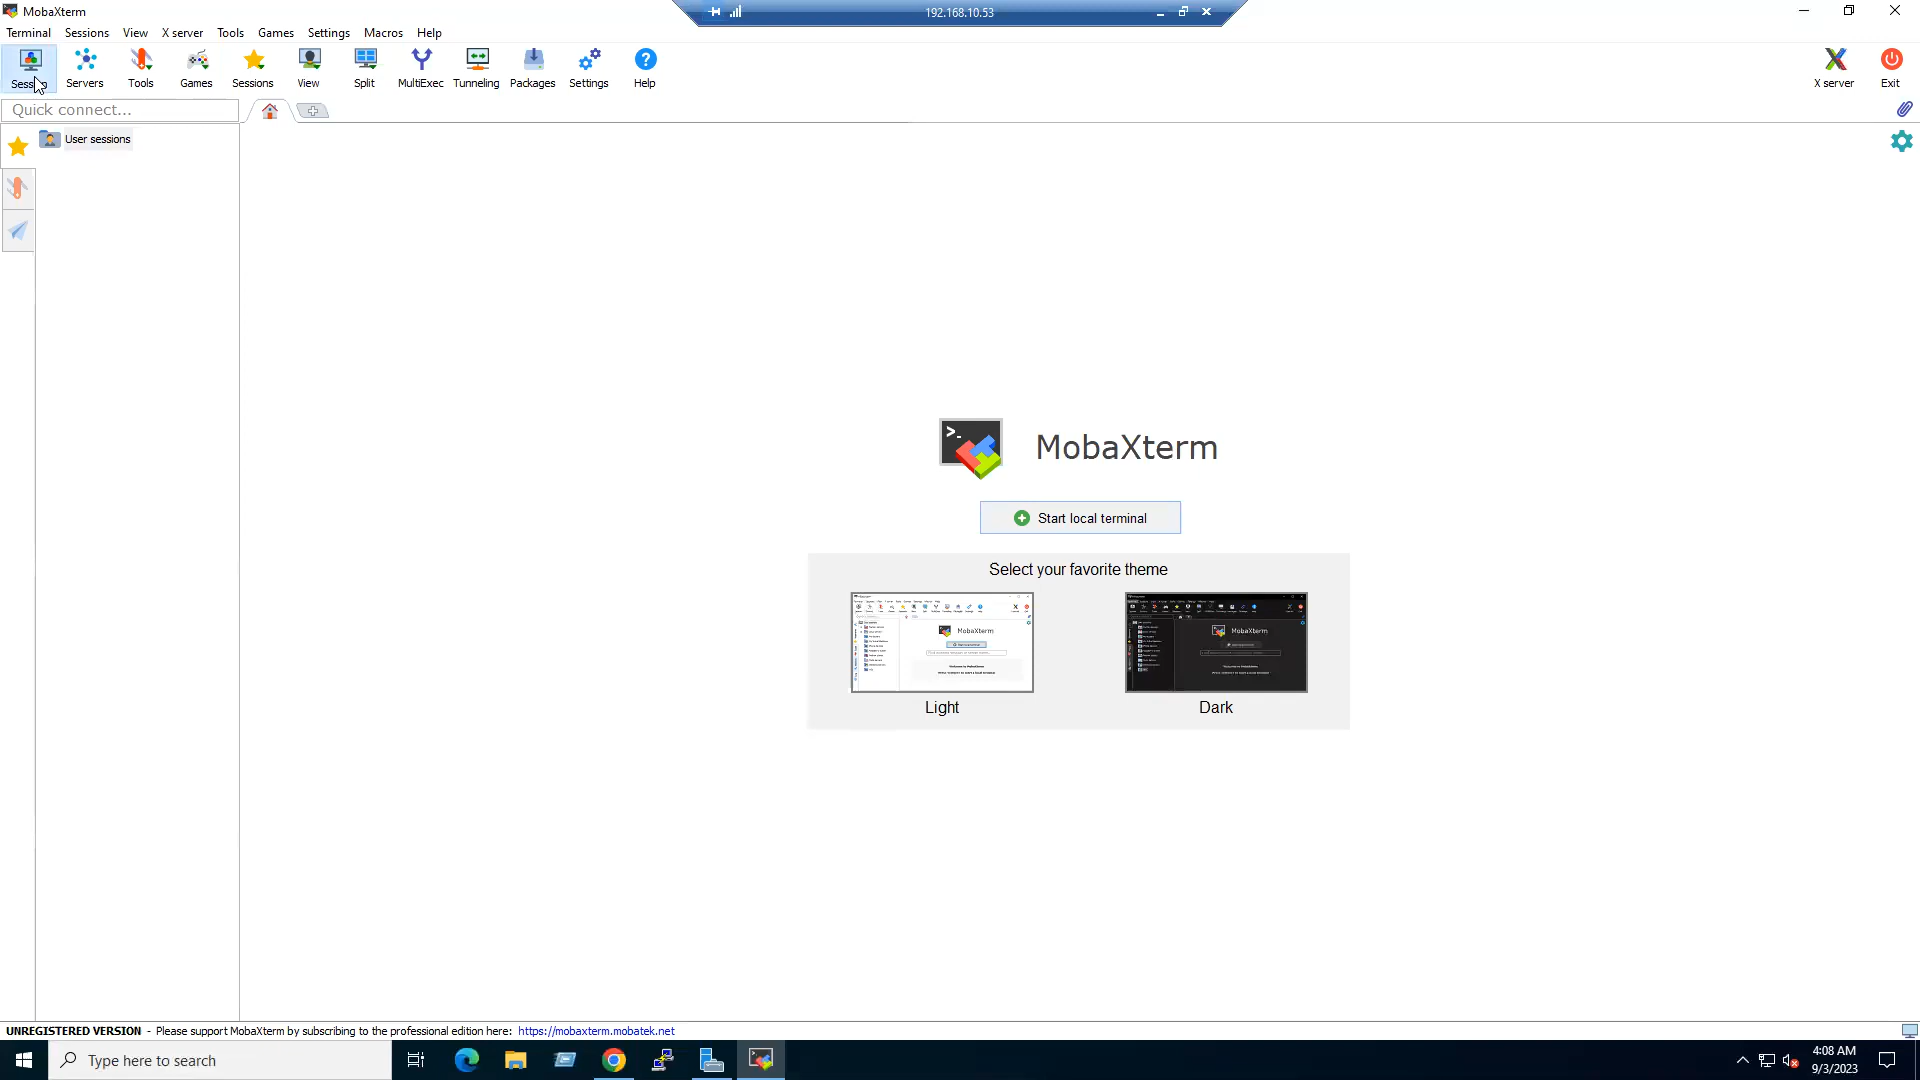 MobaXterm
192.168.10.53
Terminal Sessions View X server Tools Games Settings Macros Help
Servers Tools Games Sessions View Split MultiExec Tunneling Packages Settings Help X server Exit
Quick connect...
User sessions
>_ MobaXterm
Start local terminal
Select your favorite theme
MobaXterm
MobaXterm
Light Dark
UNREGISTERED VERSION - Please support MobaXterm by subscribing to the professional edition here: https://mobaxterm.mobatek.net
Type here to search
4:08 AM
9/3/2023